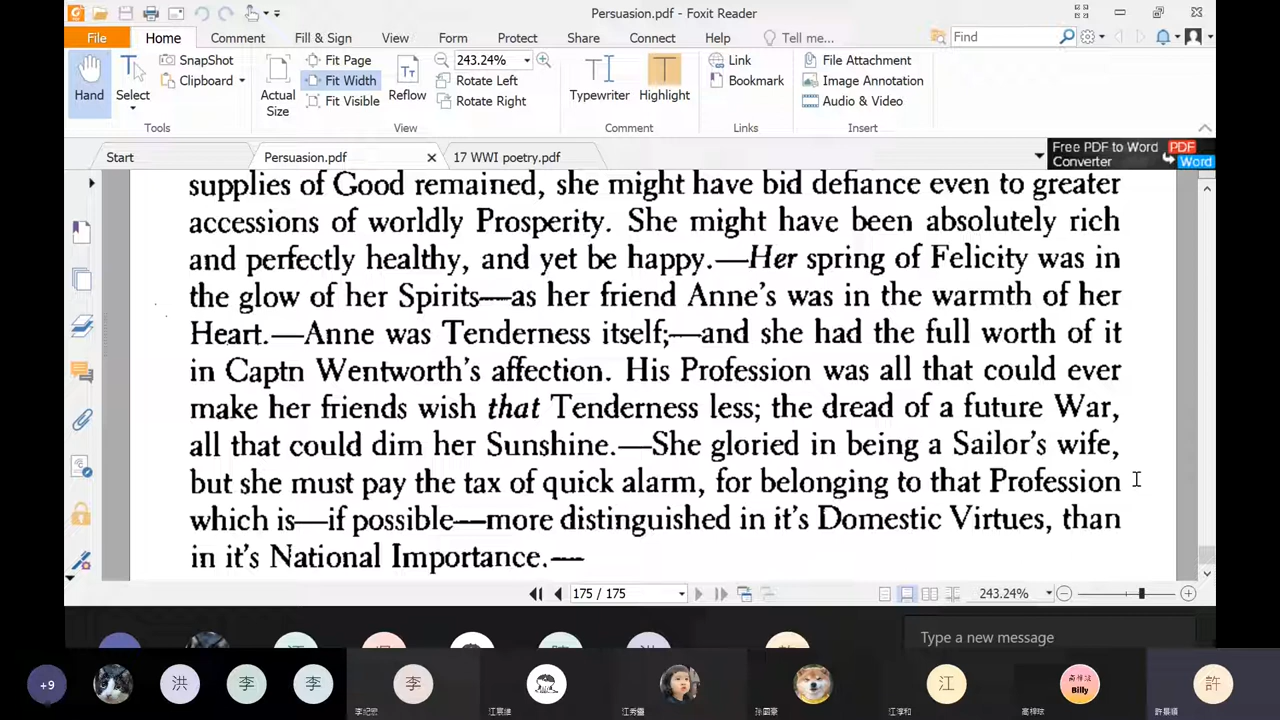 Persuasion.pdf - Foxit Reader
File
Home
Comment
Fill & Sign
View
Form
Protect
Share
Connect
Help
Tell me...
Find
Hand
Select
SnapShot
Clipboard
Actual
Size
Fit Page
Fit Width
Fit Visible
Reflow
243.24%
Rotate Left
Rotate Right
Typewriter
Highlight
Link
Bookmark
File Attachment
Image Annotation
Audio & Video
Tools
View
Comment
Links
Insert
Start
Persuasion.pdf
17 WWI poetry.pdf
Free PDF to Word
Converter
PDF
Word
supplies of Good remained, she might have bid defiance even to greater
accessions of worldly Prosperity. She might have been absolutely rich
and perfectly healthy, and yet be happy.—Her spring of Felicity was in
the glow of her Spirits—as her friend Anne's was in the warmth of her
Heart.—Anne was Tenderness itself;—and she had the full worth of it
in Captn Wentworth's affection. His Profession was all that could ever
make her friends wish that Tenderness less; the dread of a future War,
all that could dim her Sunshine.—She gloried in being a Sailor's wife,
but she must pay the tax of quick alarm, for belonging to that Profession
which is—if possible—more distinguished in it's Domestic Virtues, than
in it's National Importance.—
175 / 175
243.24%
Type a new message
+9
洪
李
李
李
江
Billy
許
江淳和